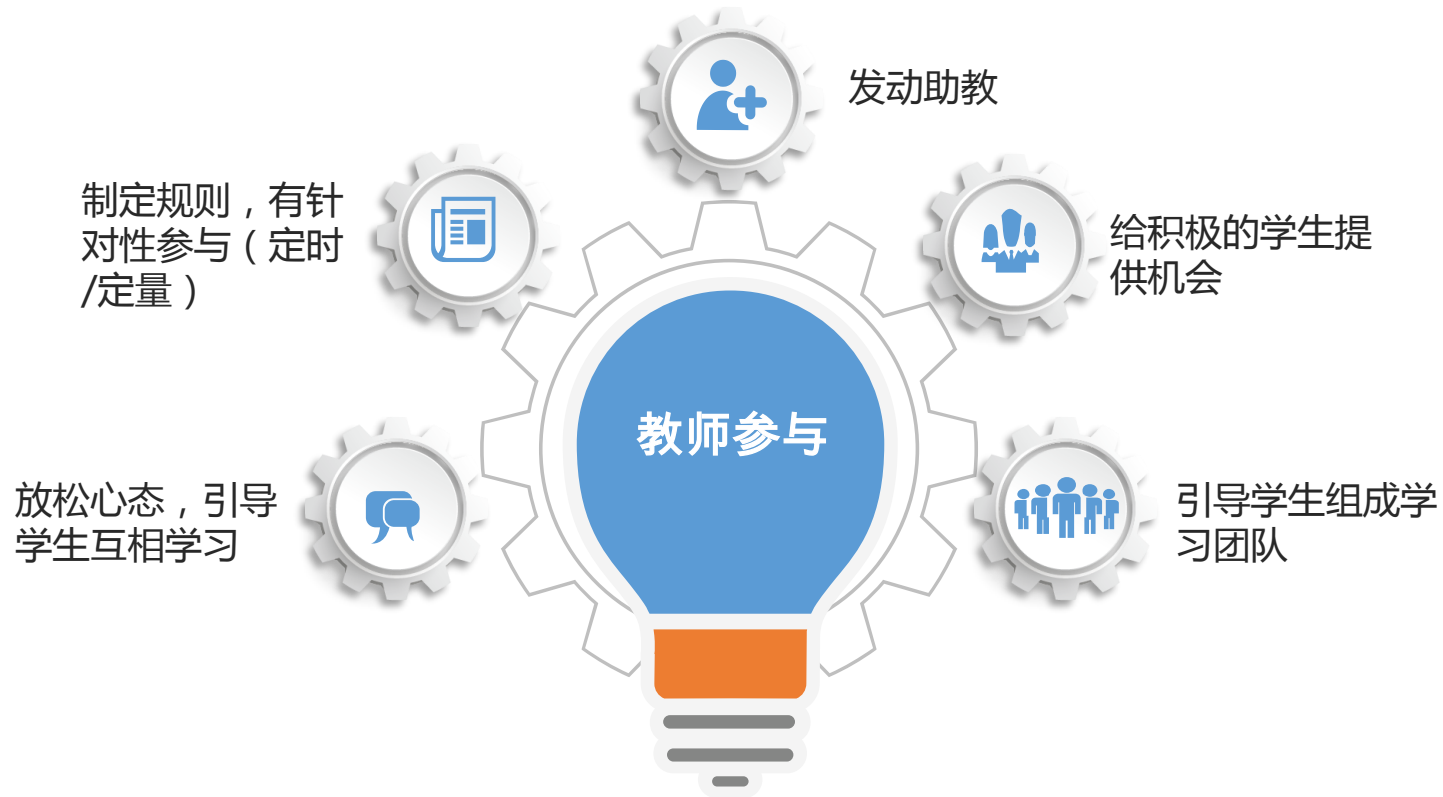 发动助教
制定规则，有针
对性参与（定时
/定量）
给积极的学生提
供机会
教师参与
放松心态，引导
学生互相学习
引导学生组成学
习团队